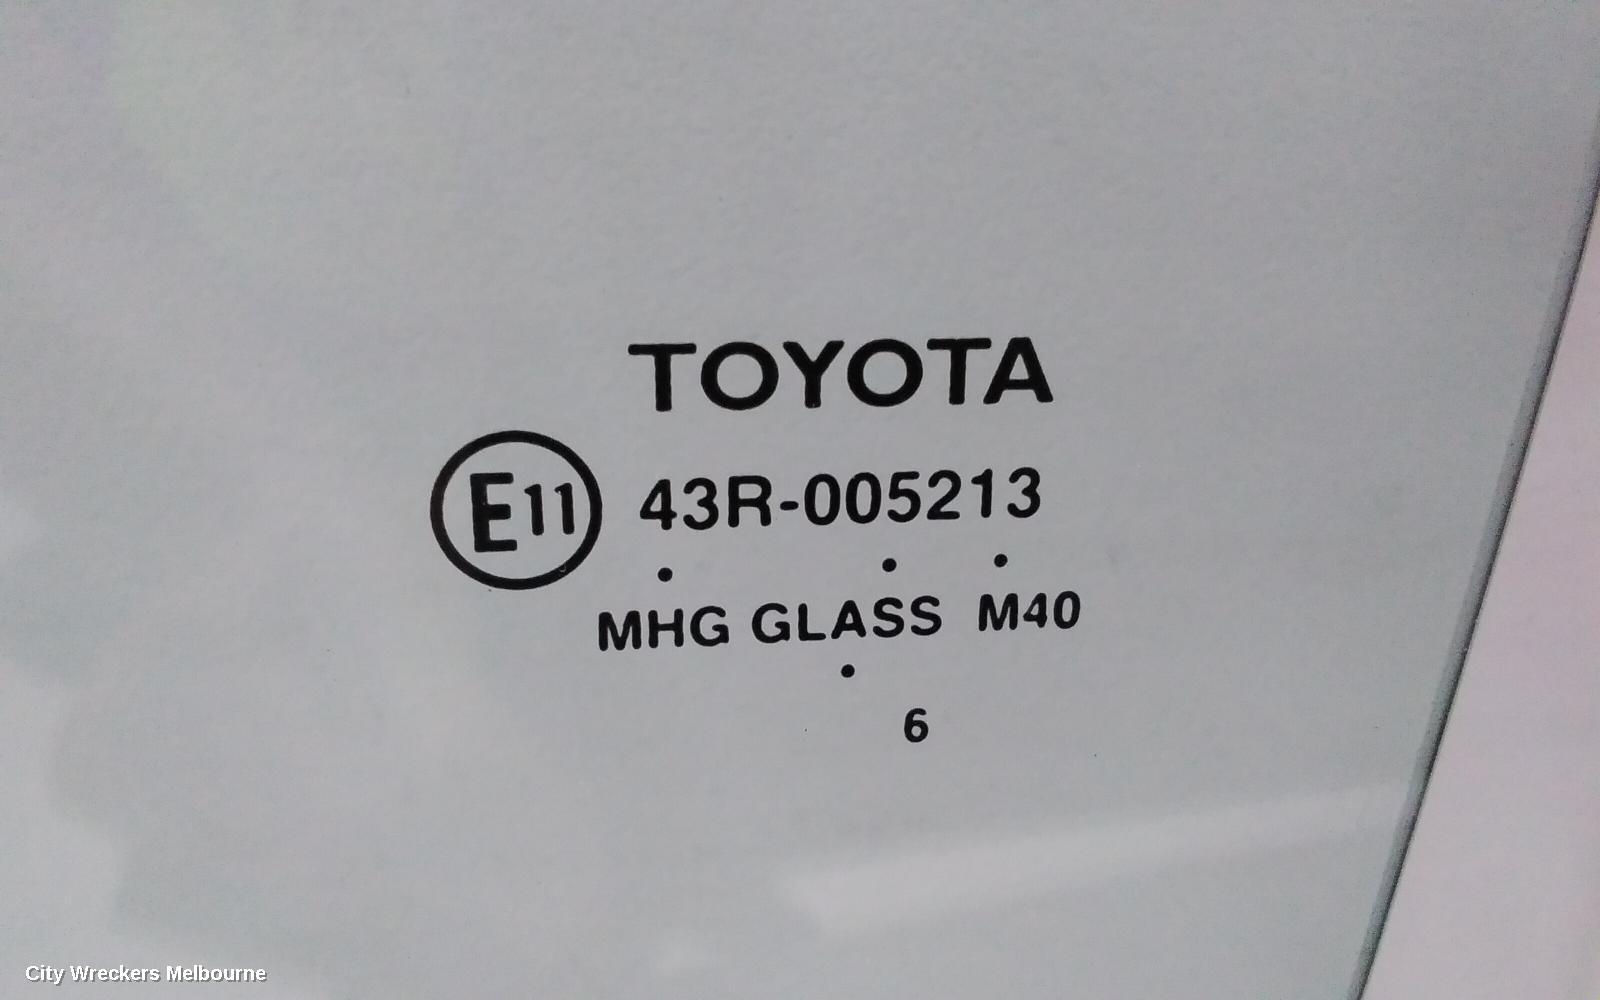 TOYOTA
E11 43R-005213
MHG GLASS M40
6
City Wreckers Melbourne